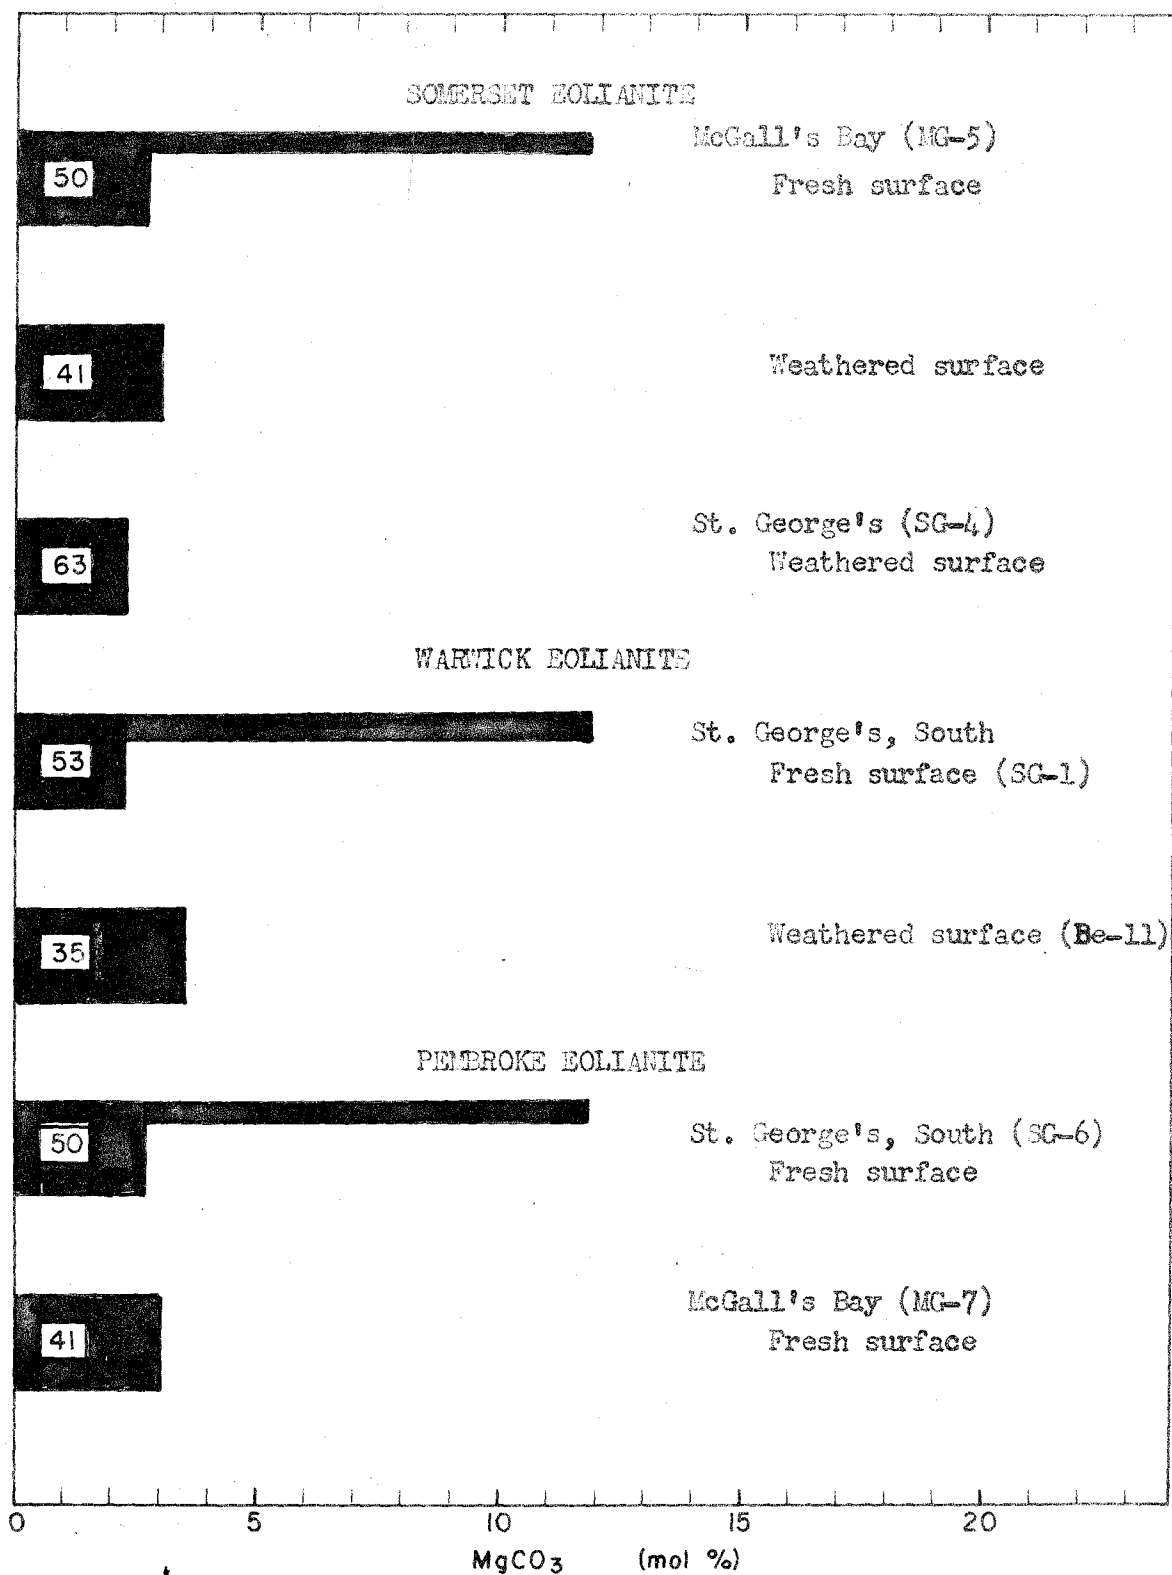 SOMERSET EOLIANITE
McGall's Bay (MG-5)
50
Fresh surface
41
Weathered surface
St. George's (SG-4)
63
Weathered surface
WARWICK EOLIANITE
St. George's, South
53
Fresh surface (SG-1)
35
Weathered surface (Be-11)
PEMBROKE EOLIANITE
St. George's, South (SG-6)
50
Fresh surface
McGall's Bay (MG-7)
41
Fresh surface
0 5 10 15 20
MgCO₃ (mol %)